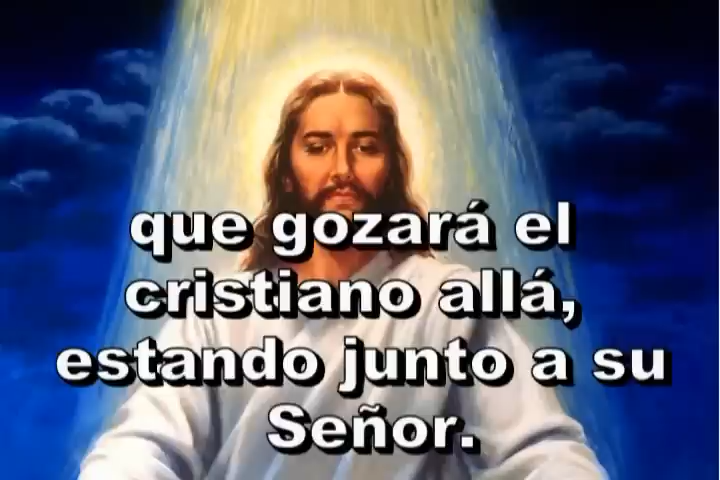 que gozará el
cristiano allá,
estando junto a su
Señor.